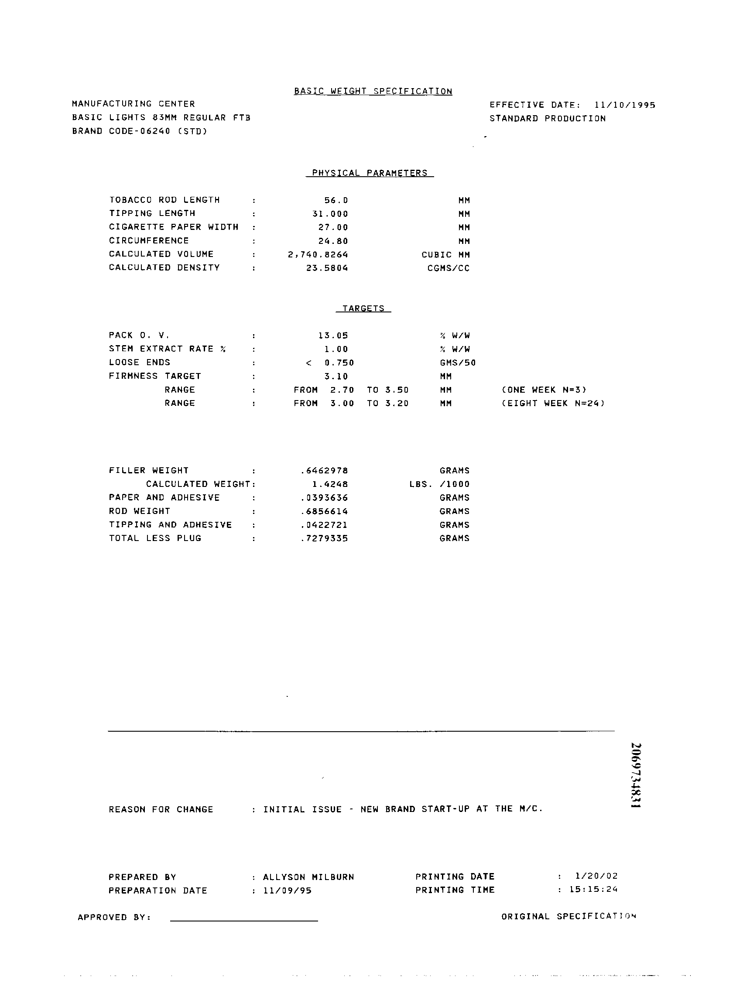 BASIC WEIGHT SPECIFICATION
MANUFACTURING CENTER EFFECTIVE DATE: 11/10/1995
BASIC LIGHTS 83MM REGULAR FTB STANDARD PRODUCTION
BRAND CODE-06240 (STD)
PHYSICAL PARAMETERS
TOBACCO ROD LENGTH : 56.0 MM
TIPPING LENGTH : 31.000 MM
CIGARETTE PAPER WIDTH : 27.00 MM
CIRCUMFERENCE : 24.80 MM
CALCULATED VOLUME : 2,740.8264 CUBIC MM
CALCULATED DENSITY : 23.5804 CGMS/CC
TARGETS
PACK O. V. : 13.05 % W/W
STEM EXTRACT RATE % : 1.00 % W/W
LOOSE ENDS : < 0.750 GMS/50
FIRMNESS TARGET : 3.10 MM
RANGE : FROM 2.70 TO 3.50 MM (ONE WEEK N=3)
RANGE : FROM 3.00 TO 3.20 MM (EIGHT WEEK N=24)
FILLER WEIGHT : .6462978 GRAMS
CALCULATED WEIGHT: 1.4248 LBS. /1000
PAPER AND ADHESIVE : .0393636 GRAMS
ROD WEIGHT : .6856614 GRAMS
TIPPING AND ADHESIVE : .0422721 GRAMS
TOTAL LESS PLUG : .7279335 GRAMS
2069734831
REASON FOR CHANGE : INITIAL ISSUE - NEW BRAND START-UP AT THE M/C.
PREPARED BY : ALLYSON MILBURN PRINTING DATE : 1/20/02
PREPARATION DATE : 11/09/95 PRINTING TIME : 15:15:24
APPROVED BY: ORIGINAL SPECIFICATION